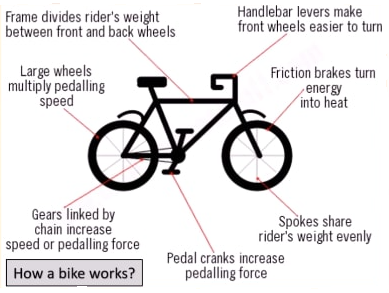 Frame divides rider's weight
between front and back wheels
Handlebar levers make
front wheels easier to turn
Large wheels
multiply pedalling
speed
Friction brakes turn
energy
into heat
Gears linked by
chain increase
speed or pedalling force
Spokes share
rider's weight evenly
Pedal cranks increase
pedalling force
How a bike works?